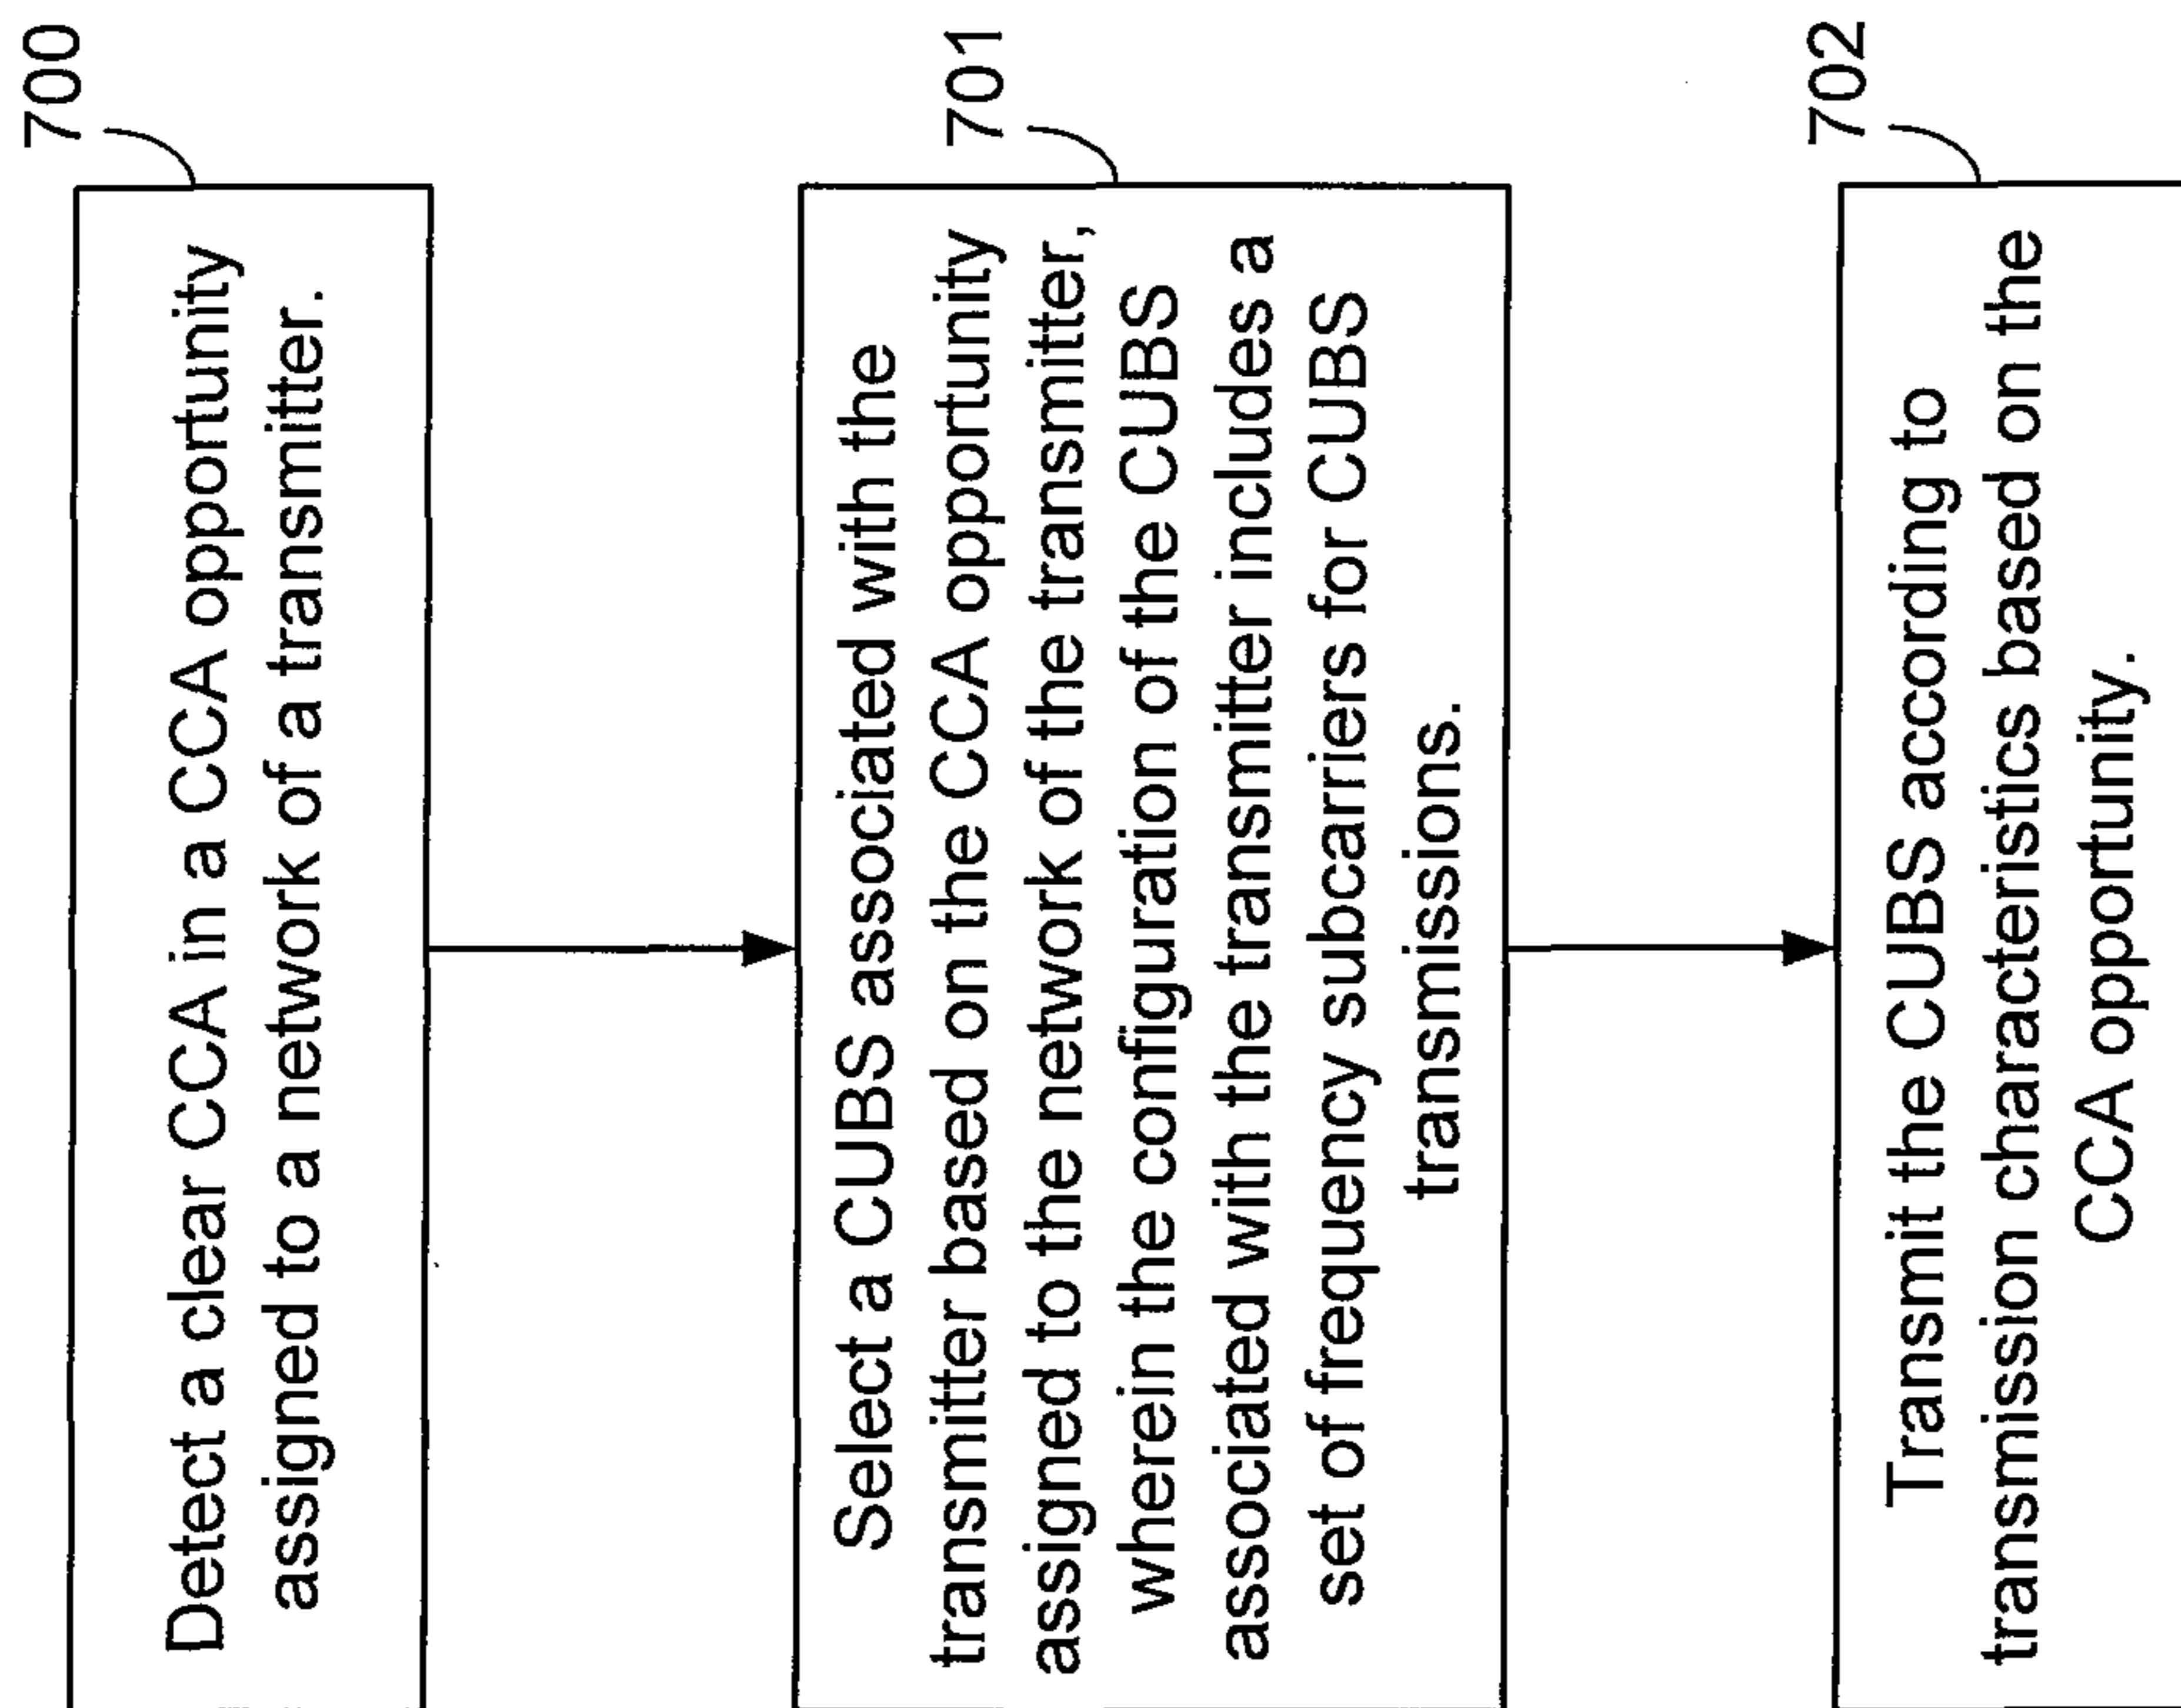 700
Detect a clear CCA in a CCA opportunity
assigned to a network of a transmitter.
701
Select a CUBS associated with the
transmitter based on the CCA opportunity
assigned to the network of the transmitter,
wherein the configuration of the CUBS
associated with the transmitter includes a
set of frequency subcarriers for CUBS
transmissions.
702
Transmit the CUBS according to
transmission characteristics based on the
CCA opportunity.